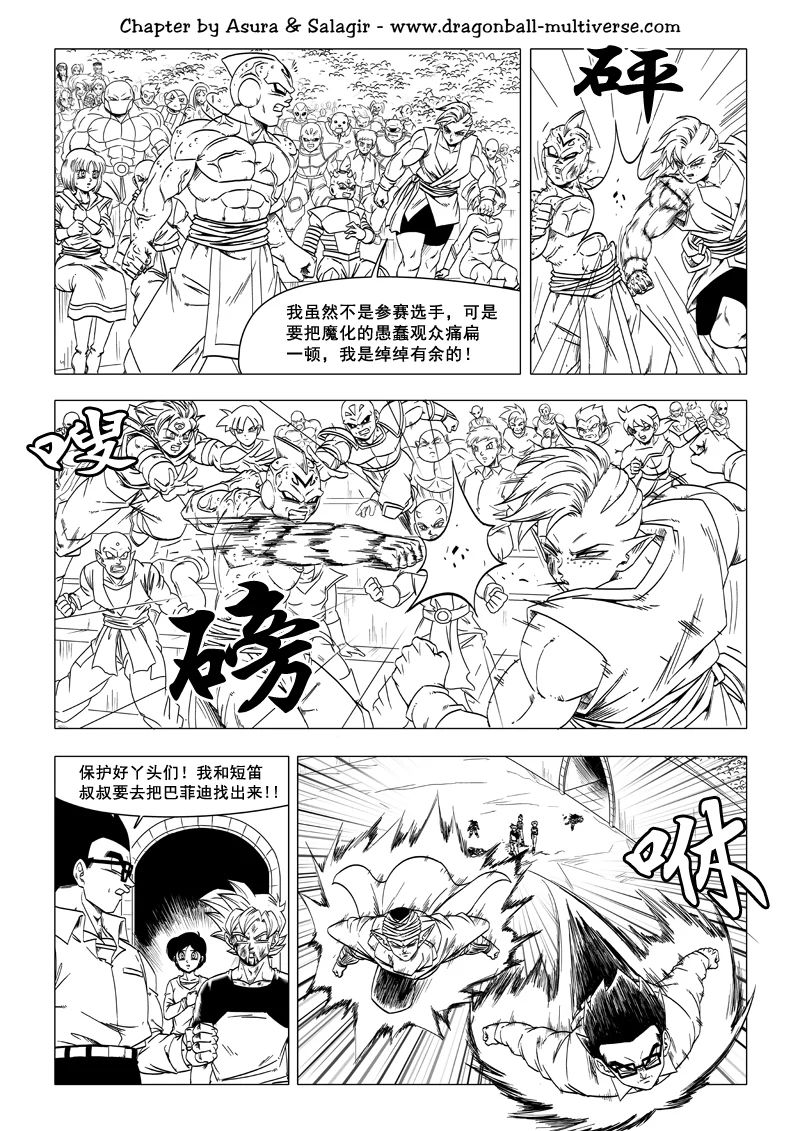 Chapter by Asura & Salagir - www.dragonball-multiverse.com
砰
我虽然不是参赛选手，可是
要把魔化的愚蠢观众痛扁
一顿，我是绰绰有余的！
嗖
磅
保护好丫头们！我和短笛
叔叔要去把巴菲迪找出来！！
咻